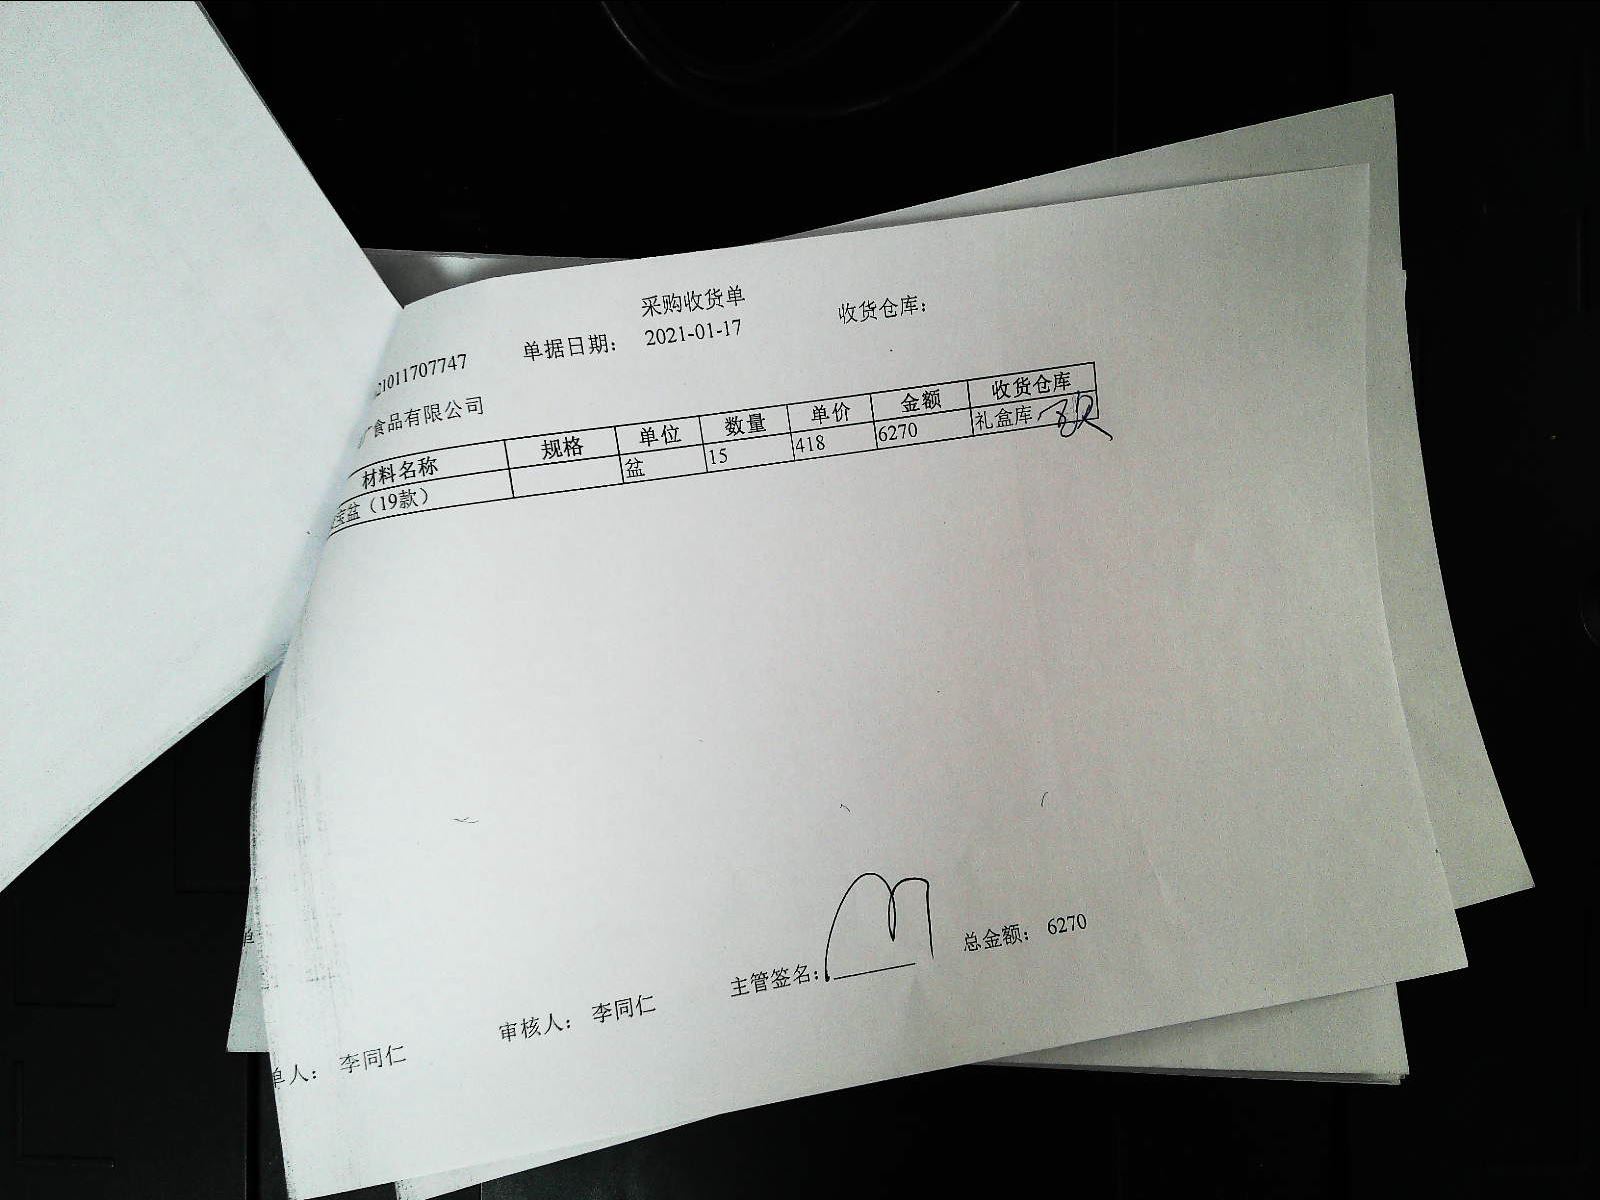 采购收货单
21011707747 单据日期： 2021-01-17 收货仓库：
食品有限公司
材料名称 规格 单位 数量 单价 金额 收货仓库
宝盆（19款） 盆 15 418 6270 礼盒库
主管签名： 总金额： 6270
单人： 李同仁 审核人： 李同仁